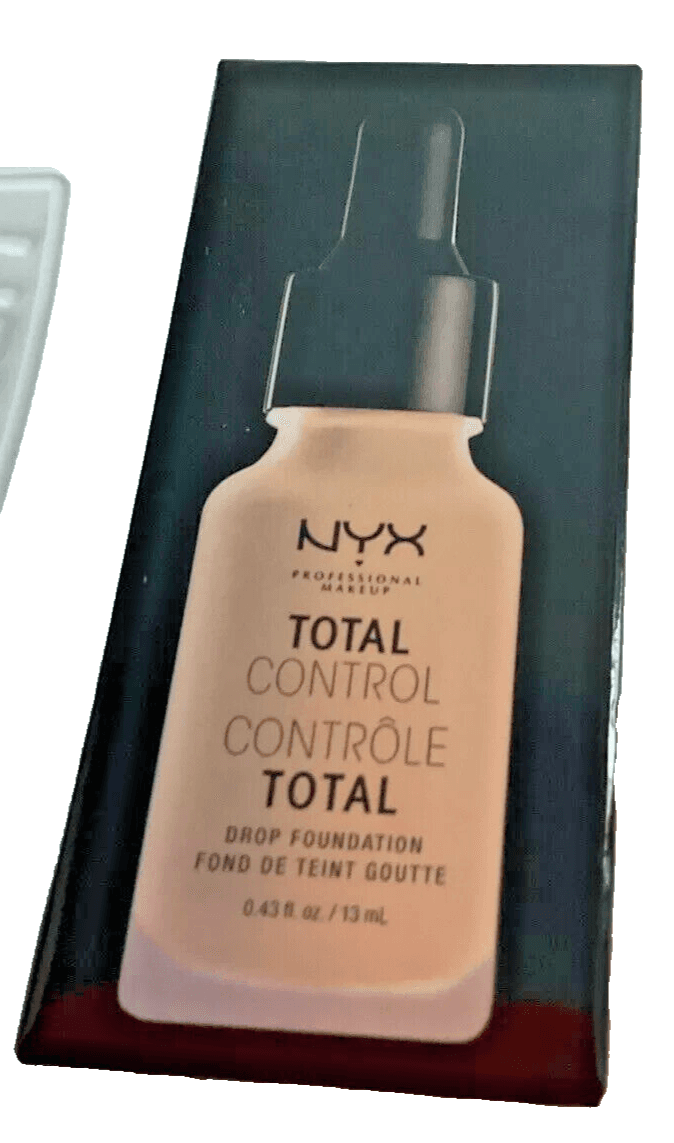 NYX
PROFESSIONAL
MAKEUP
TOTAL
CONTROL
CONTRÔLE
TOTAL
DROP FOUNDATION
FOND DE TEINT GOUTTE
0.43 fl. oz. / 13 mL